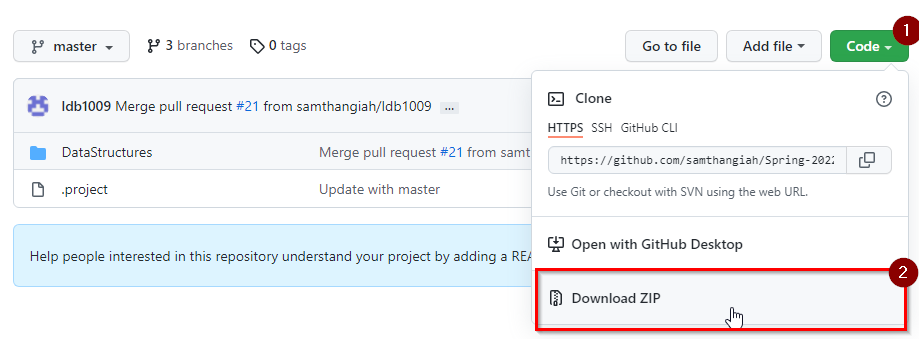 master 3 branches 0 tags Go to file Add file Code 1
ldb1009 Merge pull request #21 from samthangiah/ldb1009 ...
DataStructures Merge pull request #21 from samt
.project Update with master
Help people interested in this repository understand your project by adding a REA
Clone
HTTPS SSH GitHub CLI
https://github.com/samthangiah/Spring-2022
Use Git or checkout with SVN using the web URL.
Open with GitHub Desktop
2
Download ZIP